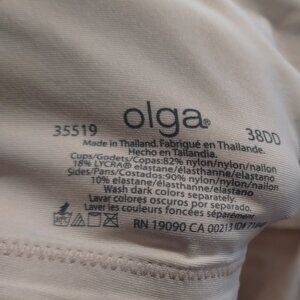 olga®
35519 38DD
Made in Thailand. Fabriqué en Thaïlande.
Hecho en Tailandia.
Cups/Godets/Copas:82% nylon/nylon/nailon
18% LYCRA® elastane/élasthanne/elastano
Sides/Pans/Costados:90% nylon/nylon/nailon
10% elastane/élasthanne/elastano
Wash dark colors separately.
Lavar colores oscuros por separado.
Laver les couleurs foncées séparément.
RN 19090 CA 00213